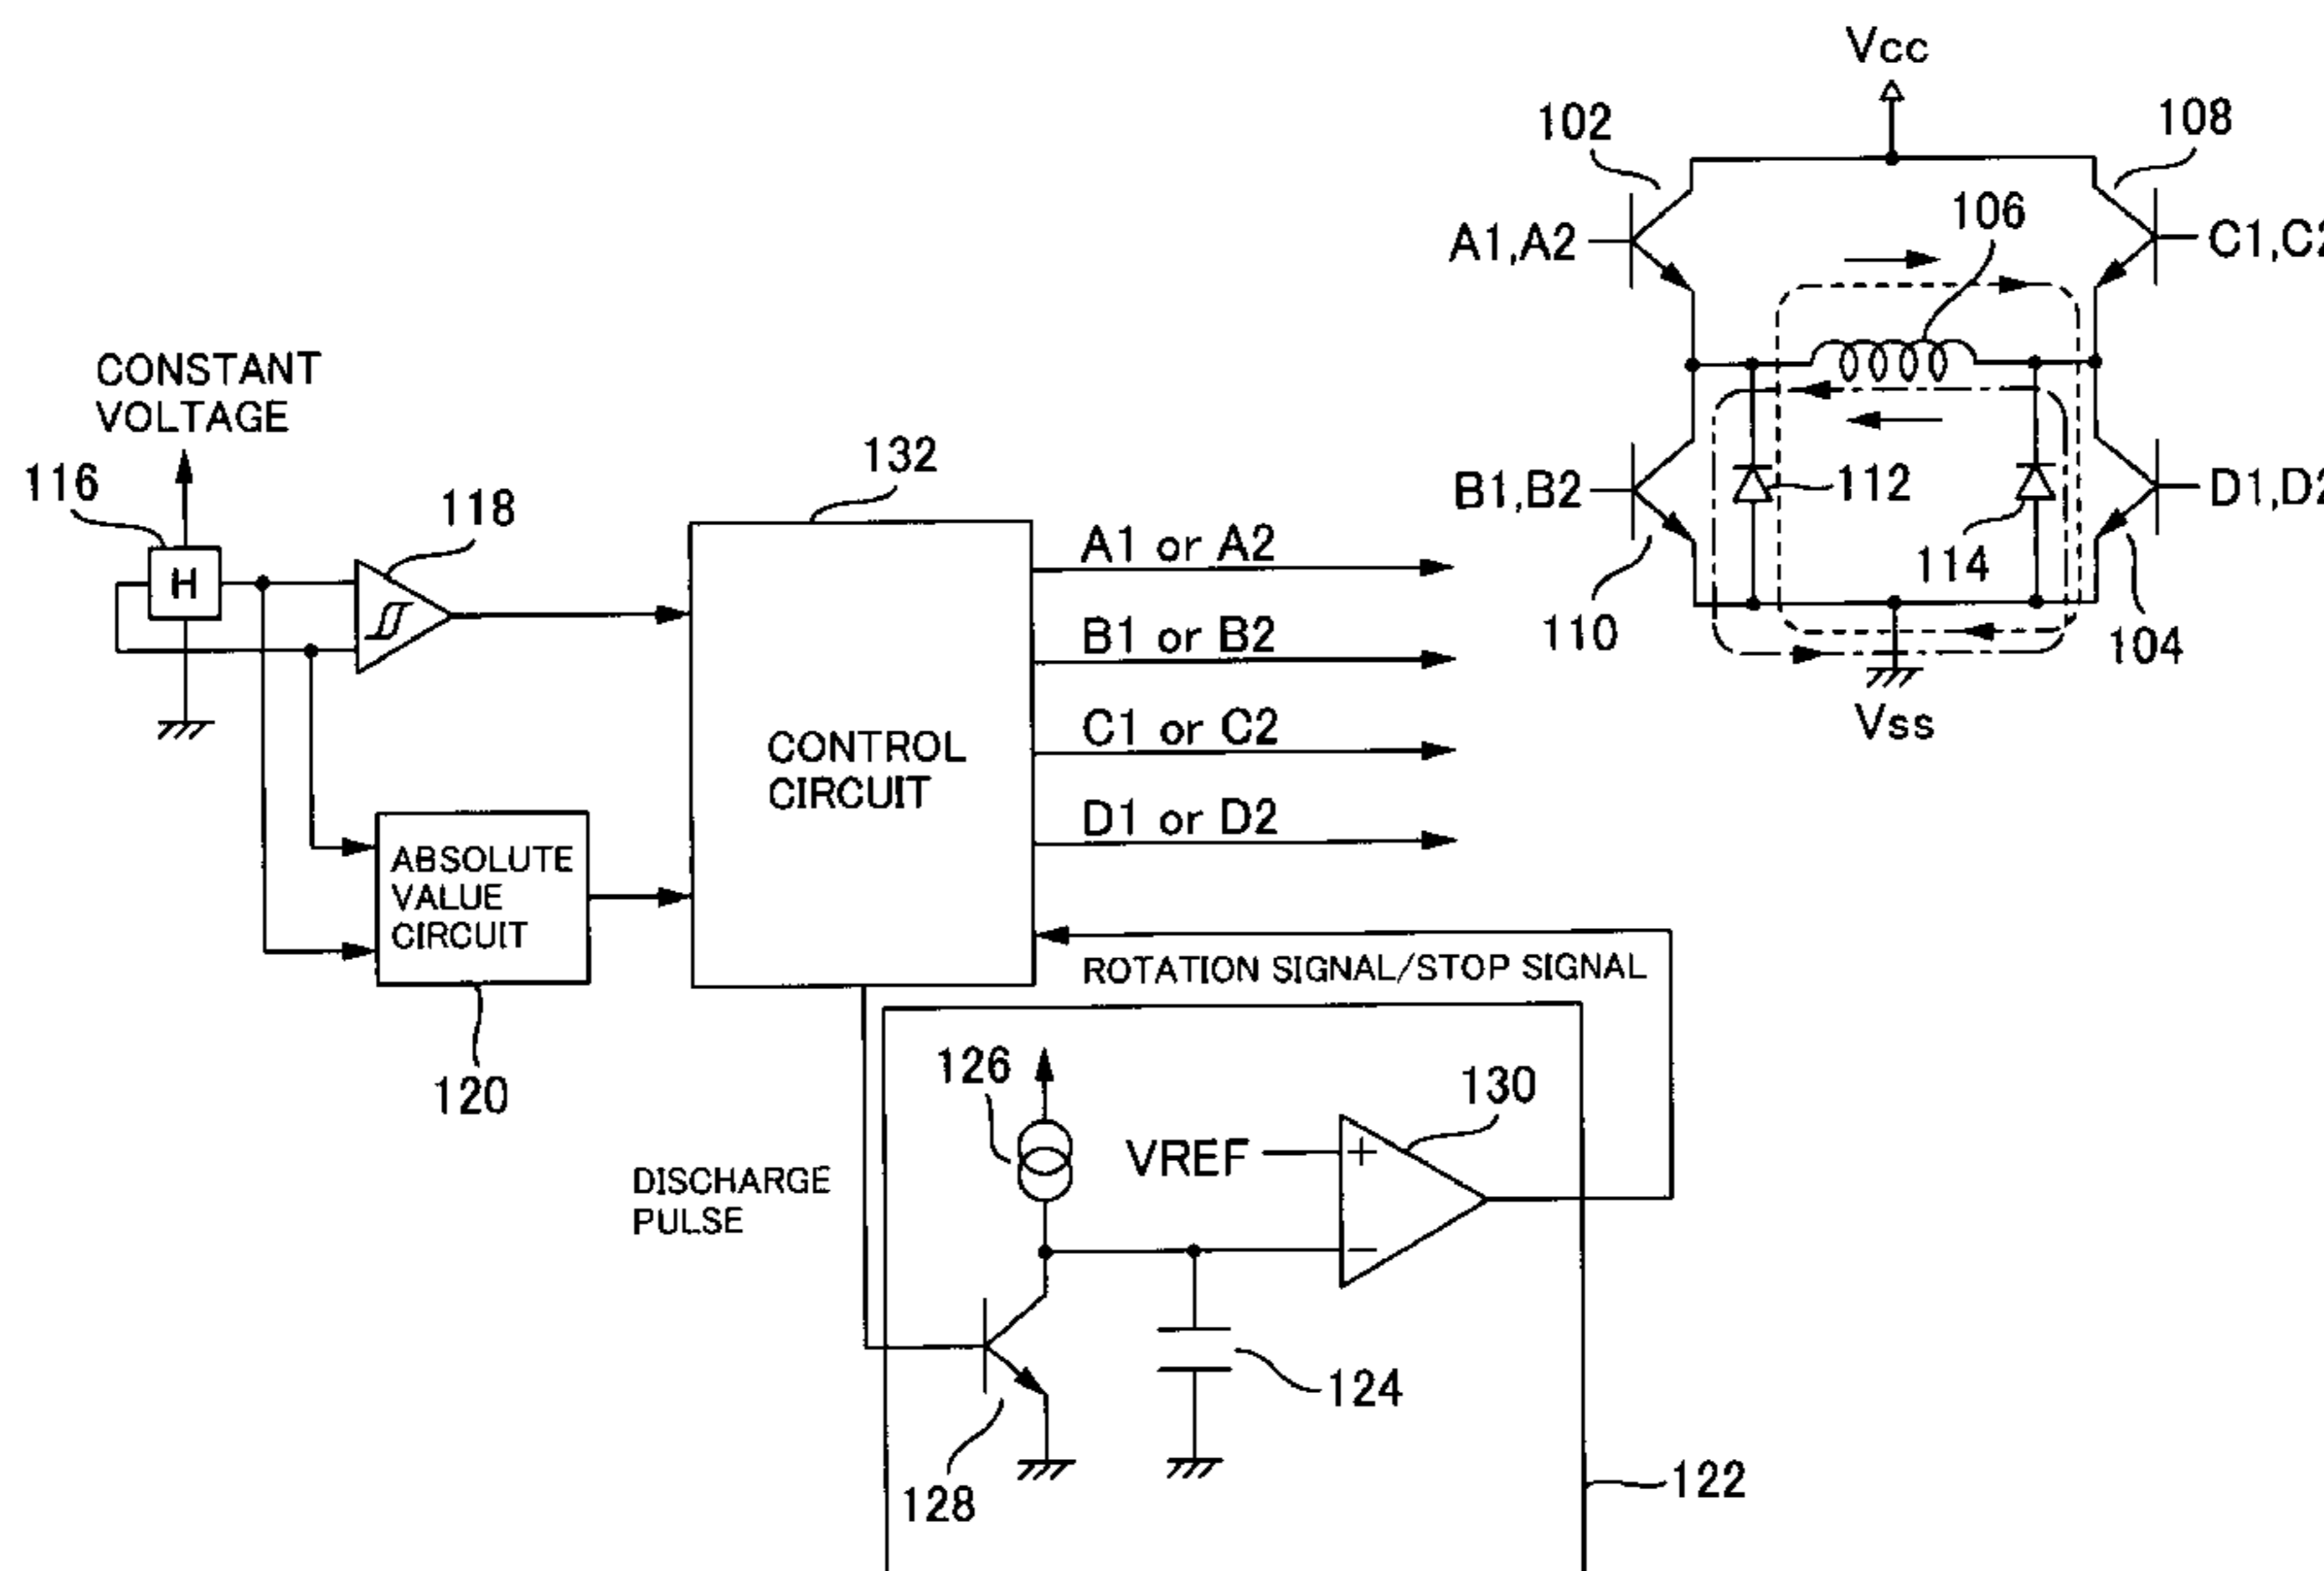 Vcc
102
108
106
A1,A2
C1,C2
CONSTANT
VOLTAGE
116
118
132
B1,B2
112
D1,D2
114
H
A1 or A2
110
104
B1 or B2
Vss
C1 or C2
CONTROL
CIRCUIT
D1 or D2
ABSOLUTE
VALUE
CIRCUIT
ROTATION SIGNAL/STOP SIGNAL
120
126
130
VREF
+
DISCHARGE
PULSE
−
124
128
122